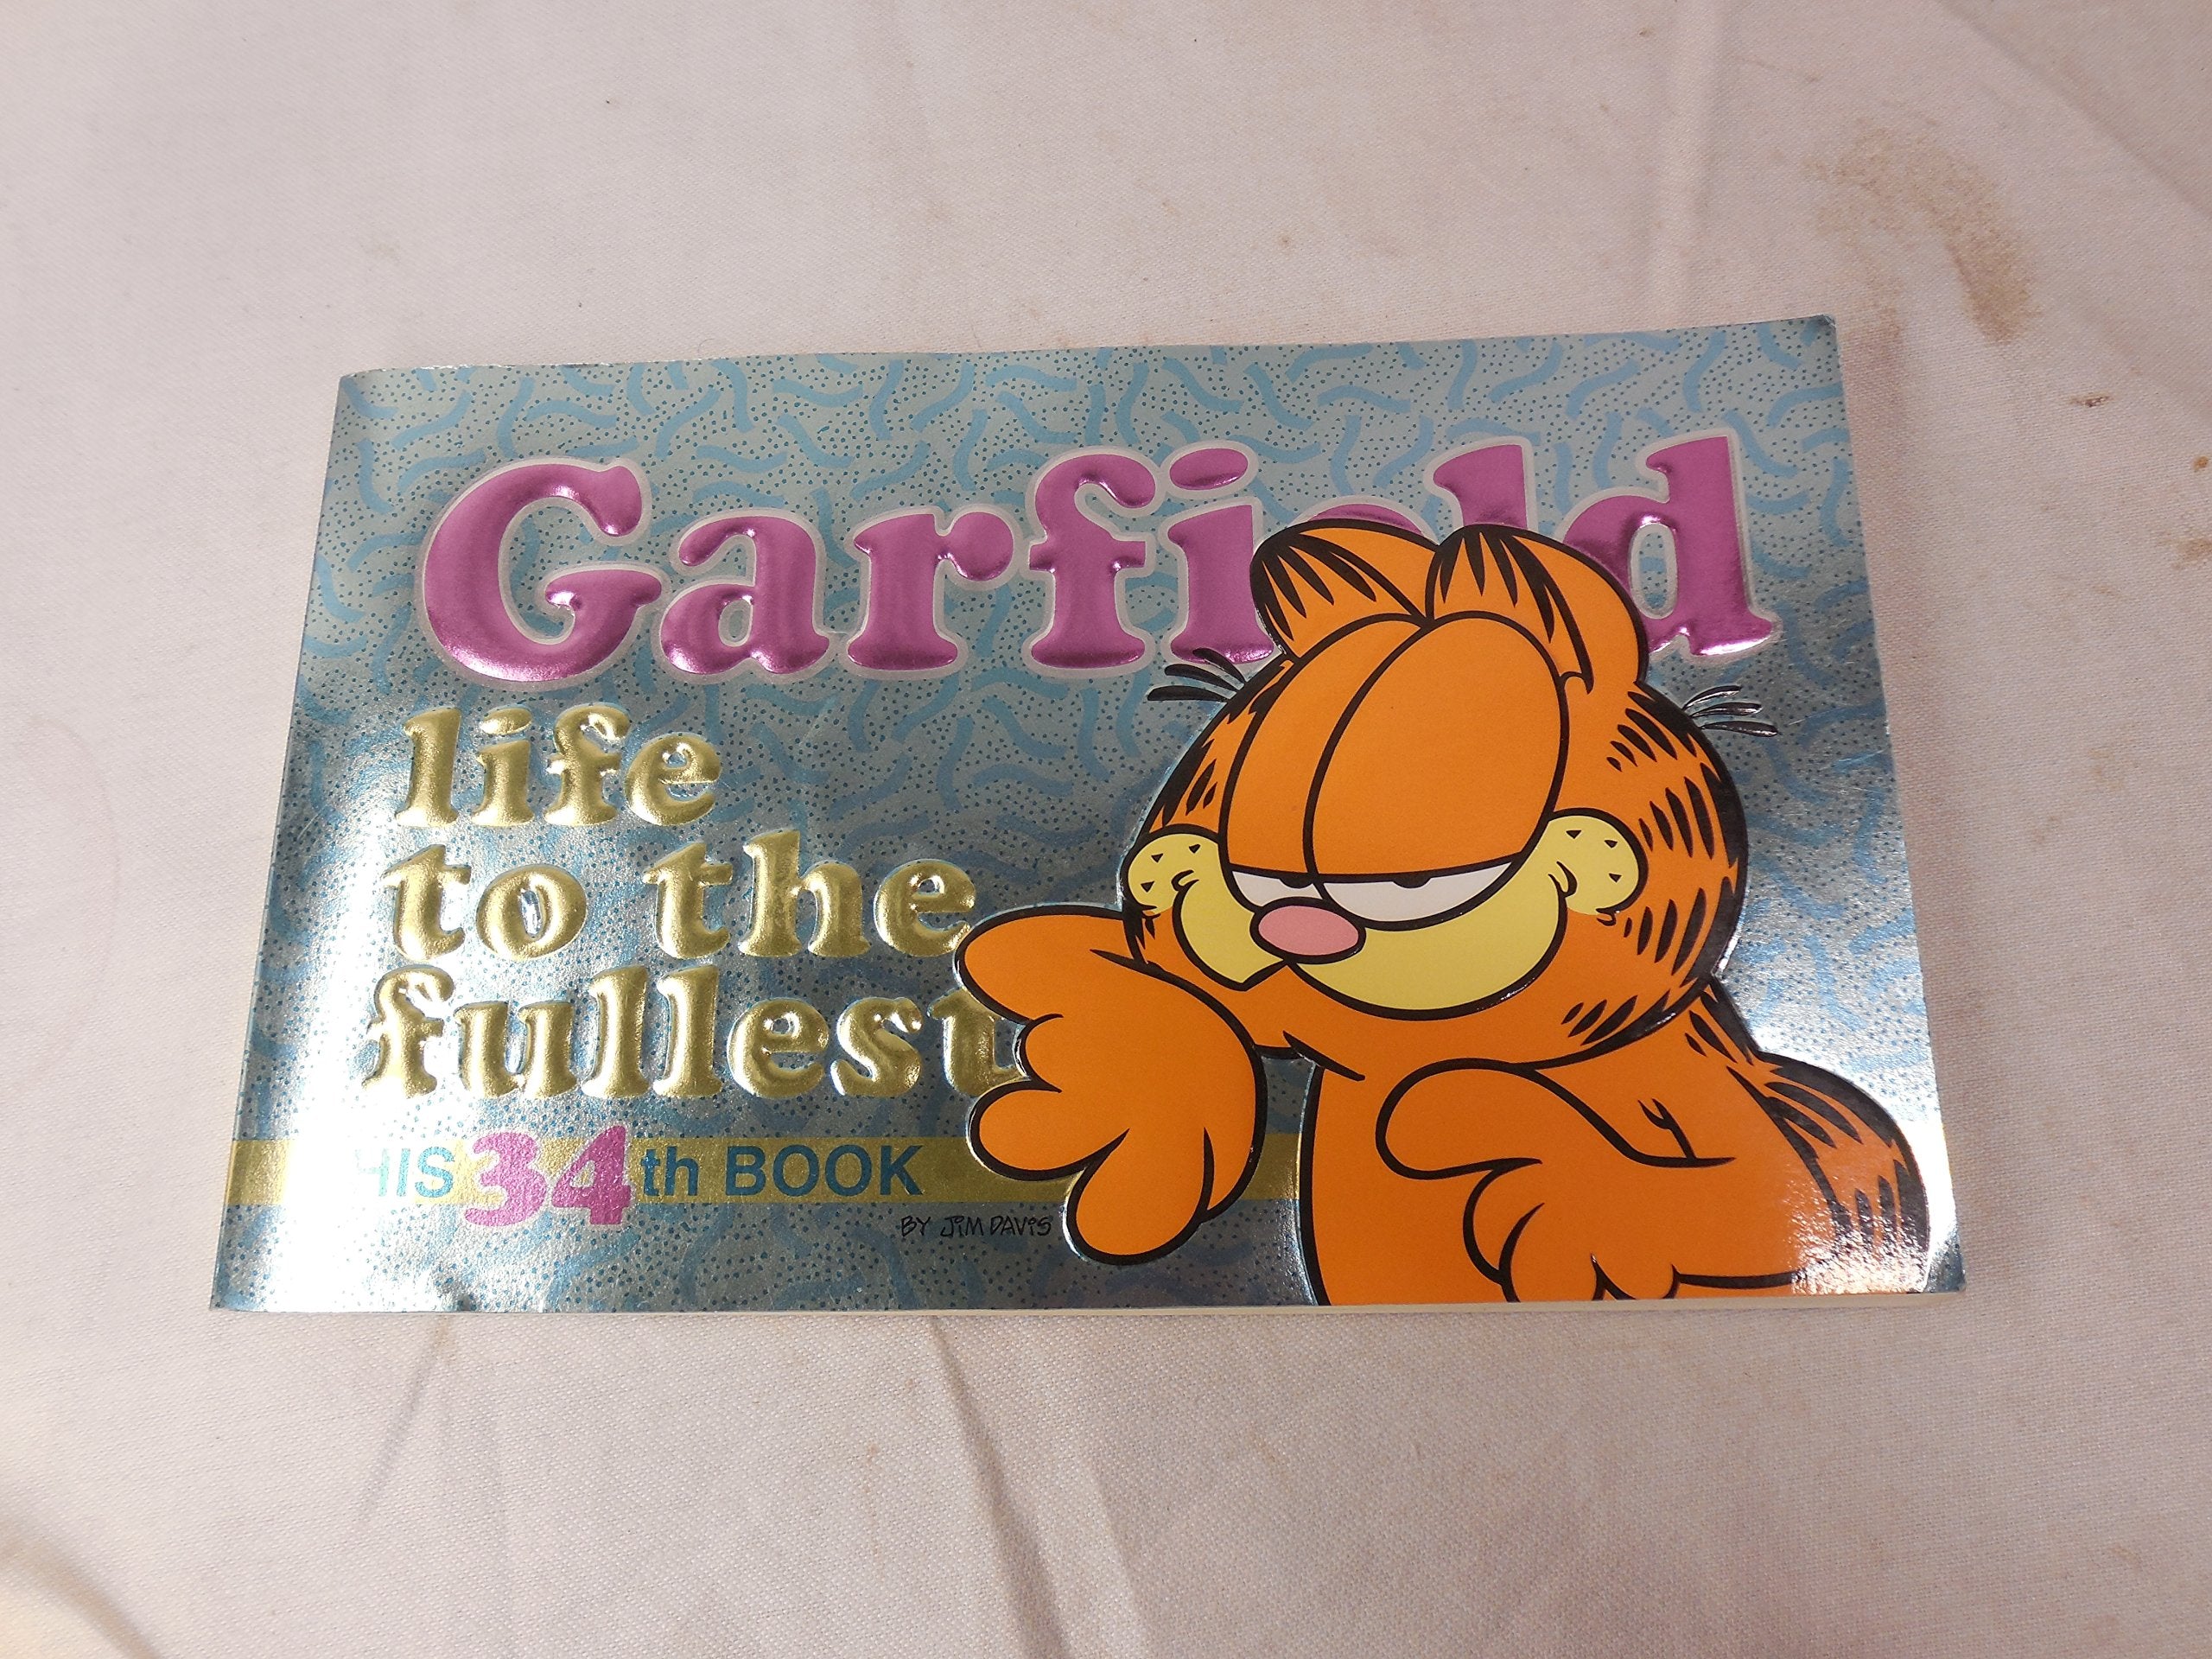 Garfield
life
to the
fullest
HIS 34th BOOK
BY JIM DAVIS